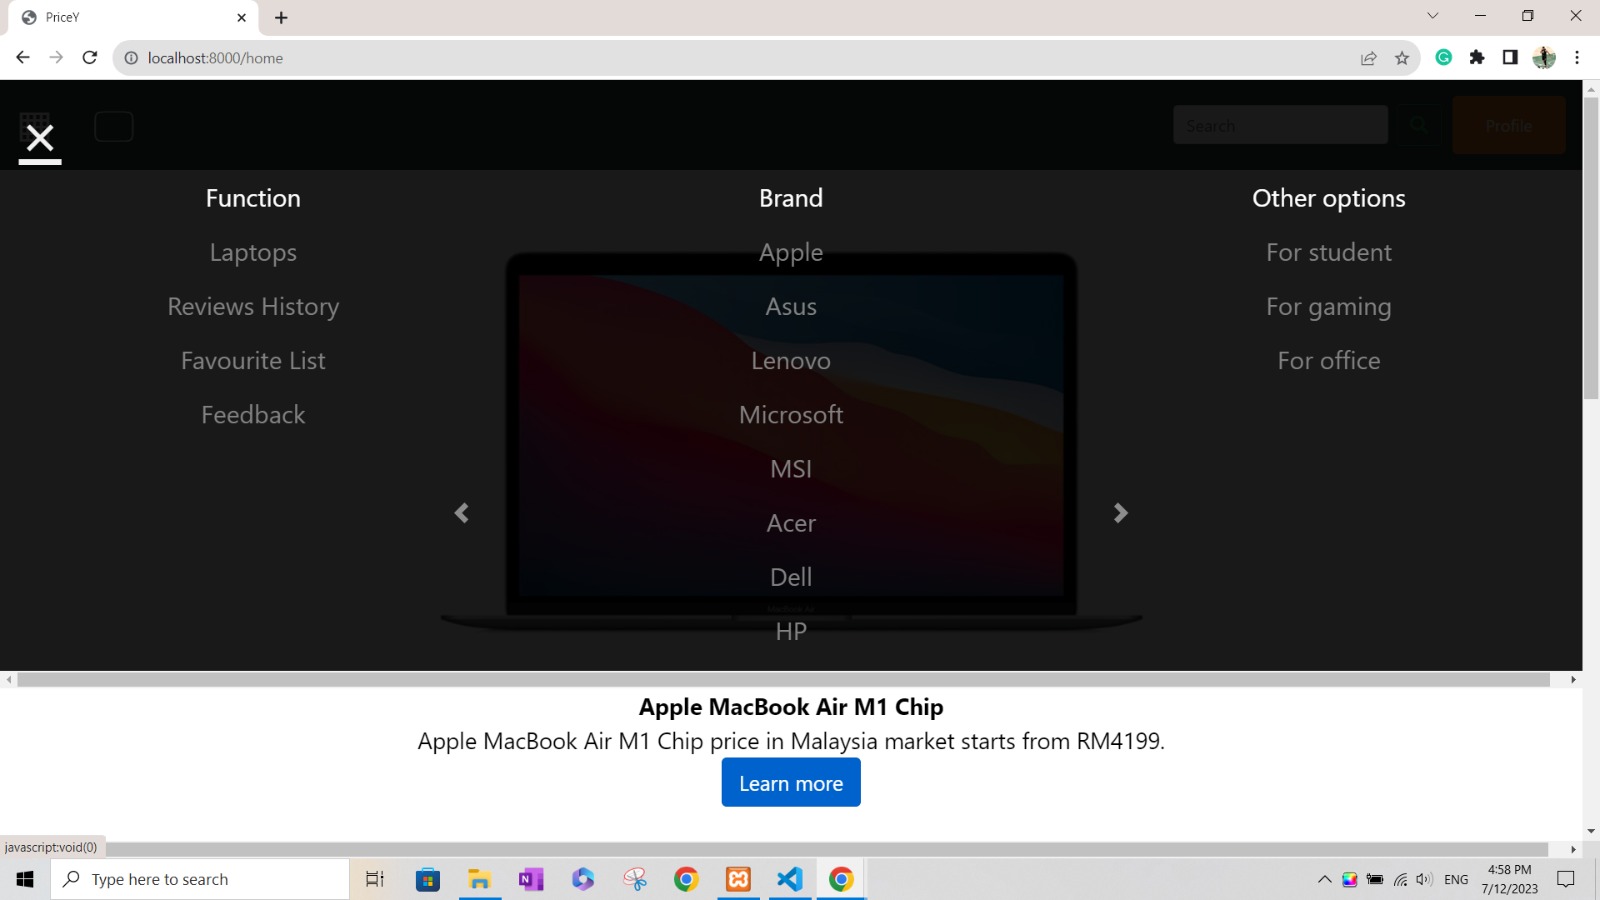 PriceY
localhost:8000/home
Search
Profile
Function
Brand
Other options
Laptops
Apple
For student
Reviews History
Asus
For gaming
Favourite List
Lenovo
For office
Feedback
Microsoft
MSI
Acer
Dell
MacBook Air
HP
Apple MacBook Air M1 Chip
Apple MacBook Air M1 Chip price in Malaysia market starts from RM4199.
Learn more
javascript:void(0)
Type here to search
ENG
4:58 PM
7/12/2023